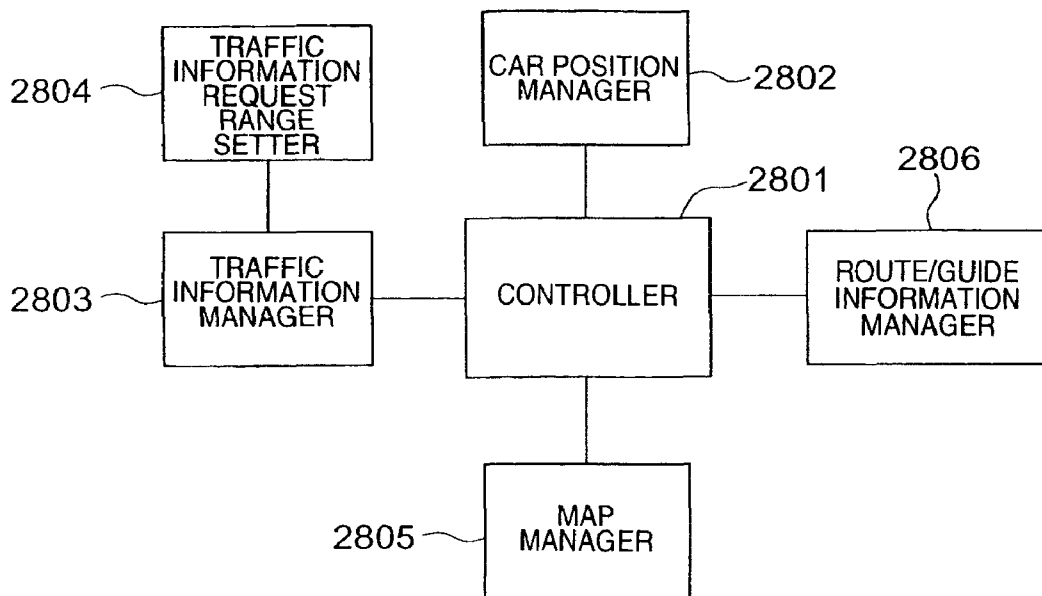 2804
TRAFFIC
INFORMATION
REQUEST
RANGE
SETTER
CAR POSITION
MANAGER
2802
2801
2806
2803
TRAFFIC
INFORMATION
MANAGER
CONTROLLER
ROUTE/GUIDE
INFORMATION
MANAGER
2805
MAP
MANAGER